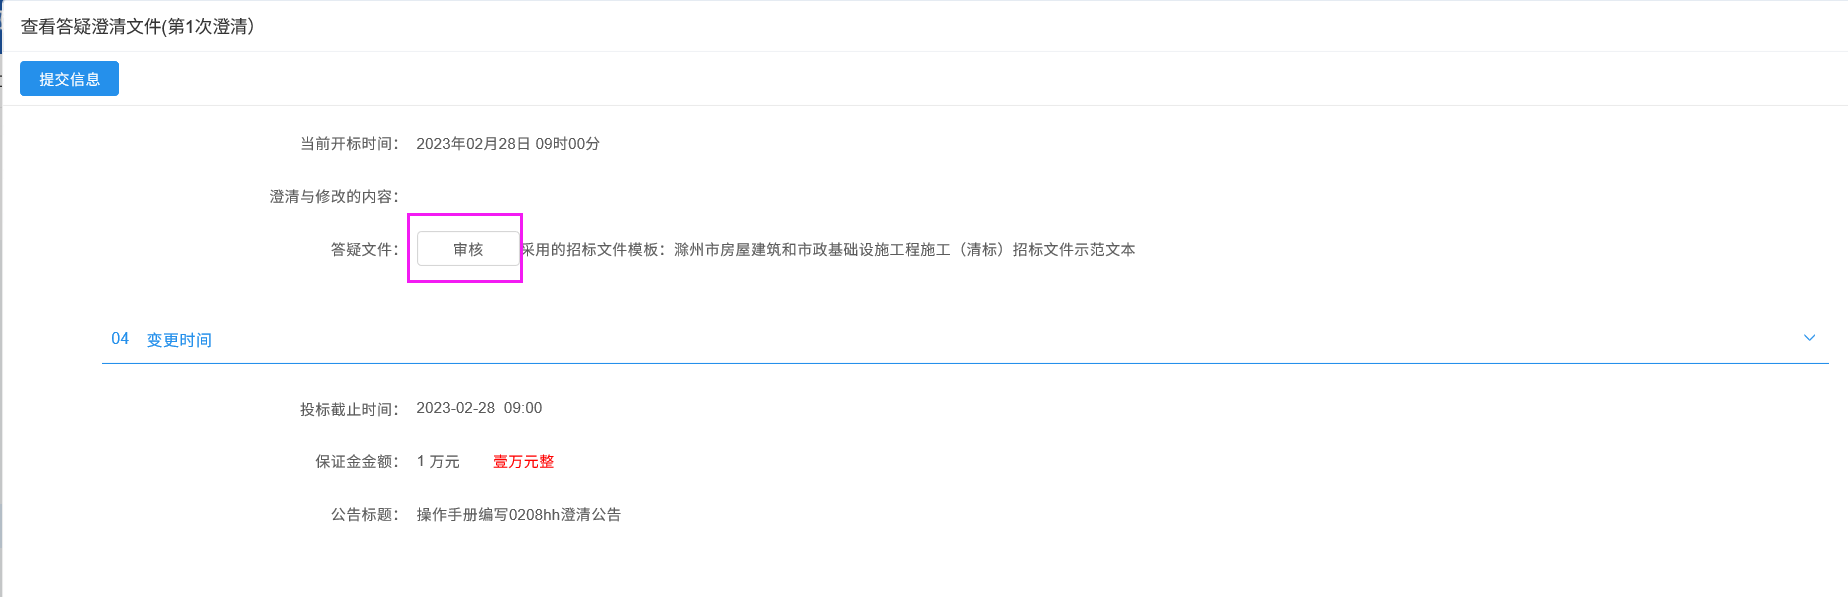 查看答疑澄清文件(第1次澄清)
提交信息
当前开标时间： 2023年02月28日 09时00分
澄清与修改的内容：
答疑文件： 审核 采用的招标文件模板：滁州市房屋建筑和市政基础设施工程施工（清标）招标文件示范文本
04 变更时间
投标截止时间： 2023-02-28 09:00
保证金金额： 1 万元 壹万元整
公告标题： 操作手册编写0208hh澄清公告